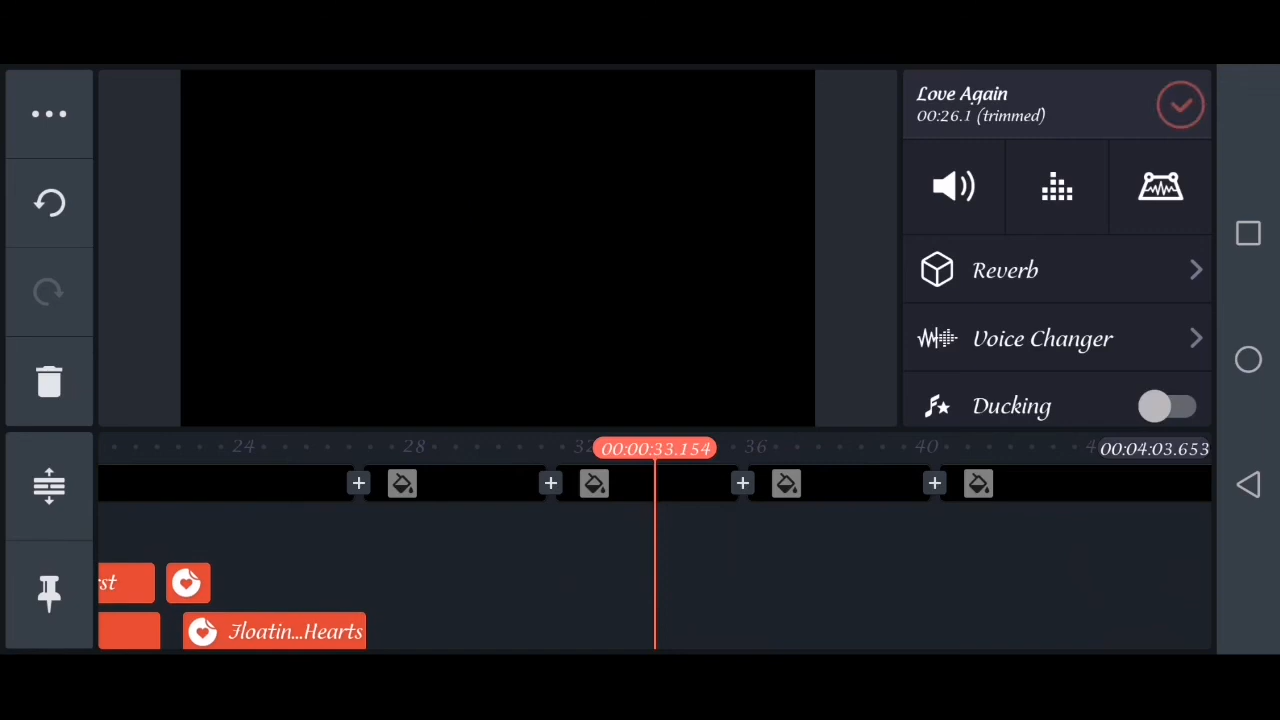 Love Again
00:26.1 (trimmed)
Reverb
Voice Changer
Ducking
24
28
00:00:33.154
36
40
00:04:03.653
Floatin...Hearts